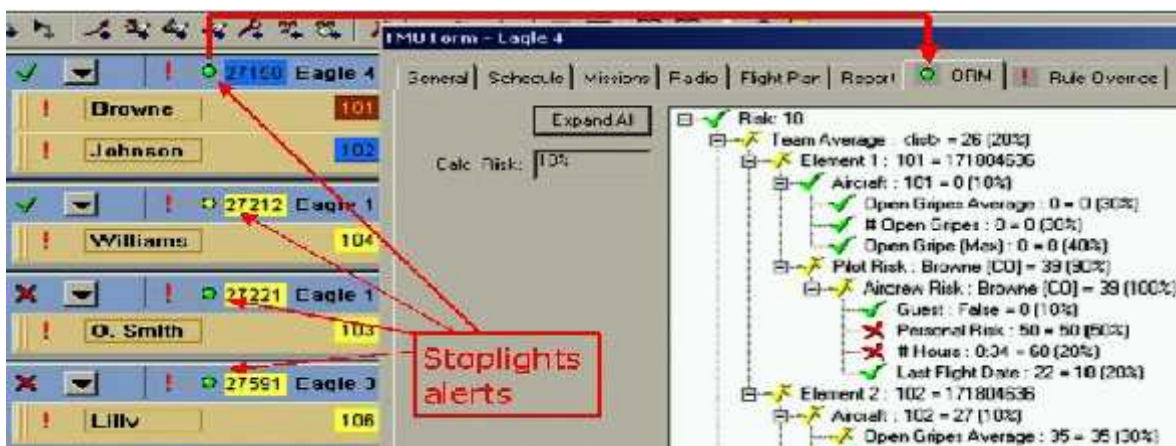 TMU Form - Eagle 4
27150 Eagle 4
Browne 101
Johnson 102
27212 Eagle 1
Williams 104
27221 Eagle 1
O. Smith 103
27591 Eagle 3
Lilly 106
Stoplights
alerts
General Schedule Missions Radio Flight Plan Report ORM ! Rule Override
Expand All
Calc Risk: 10%
Risk: 10
Team Average : disb = 26 (20%)
Element 1 : 101 = 171804636
Aircraft : 101 = 0 (10%)
Open Gripes Average : 0 = 0 (30%)
# Open Gripes : 0 = 0 (30%)
Open Gripe (Max) : 0 = 0 (40%)
Pilot Risk : Browne [CO] = 39 (90%)
Aircrew Risk : Browne [CO] = 39 (100%)
Guest : False = 0 (10%)
Personal Risk : 50 = 50 (50%)
# Hours : 0:34 = 60 (20%)
Last Flight Date : 22 = 10 (20%)
Element 2 : 102 = 171804636
Aircraft : 102 = 27 (10%)
Open Gripes Average : 35 = 35 (30%)